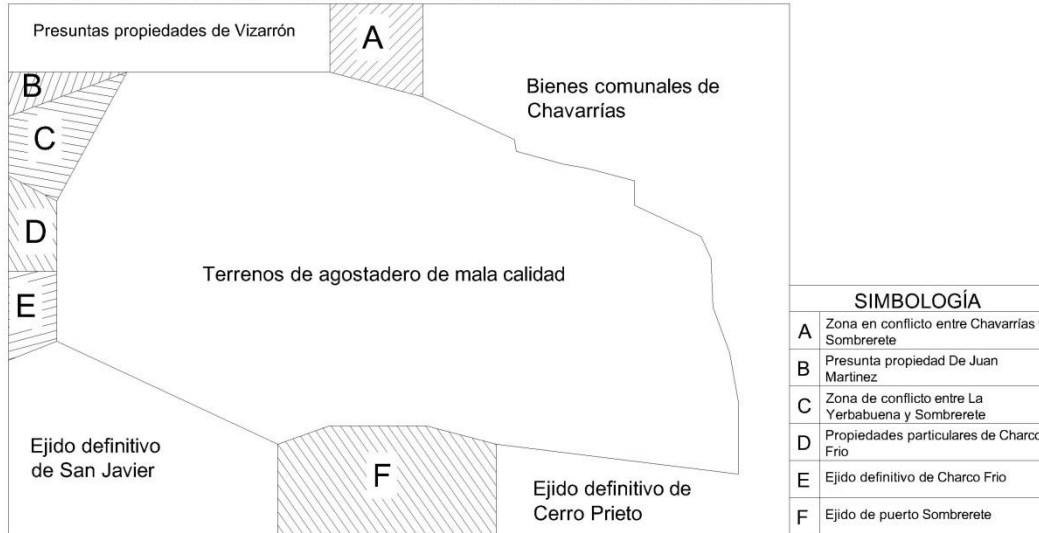 Presuntas propiedades de Vizarrón
A
B
Bienes comunales de
Chavarrías
C
D
Terrenos de agostadero de mala calidad
E
Ejido definitivo
de San Javier
F
Ejido definitivo de
Cerro Prieto
SIMBOLOGÍA
A Zona en conflicto entre Chavarrías
Sombrerete
B Presunta propiedad De Juan
Martinez
C Zona de conflicto entre La
Yerbabuena y Sombrerete
D Propiedades particulares de Charco
Frio
E Ejido definitivo de Charco Frio
F Ejido de puerto Sombrerete